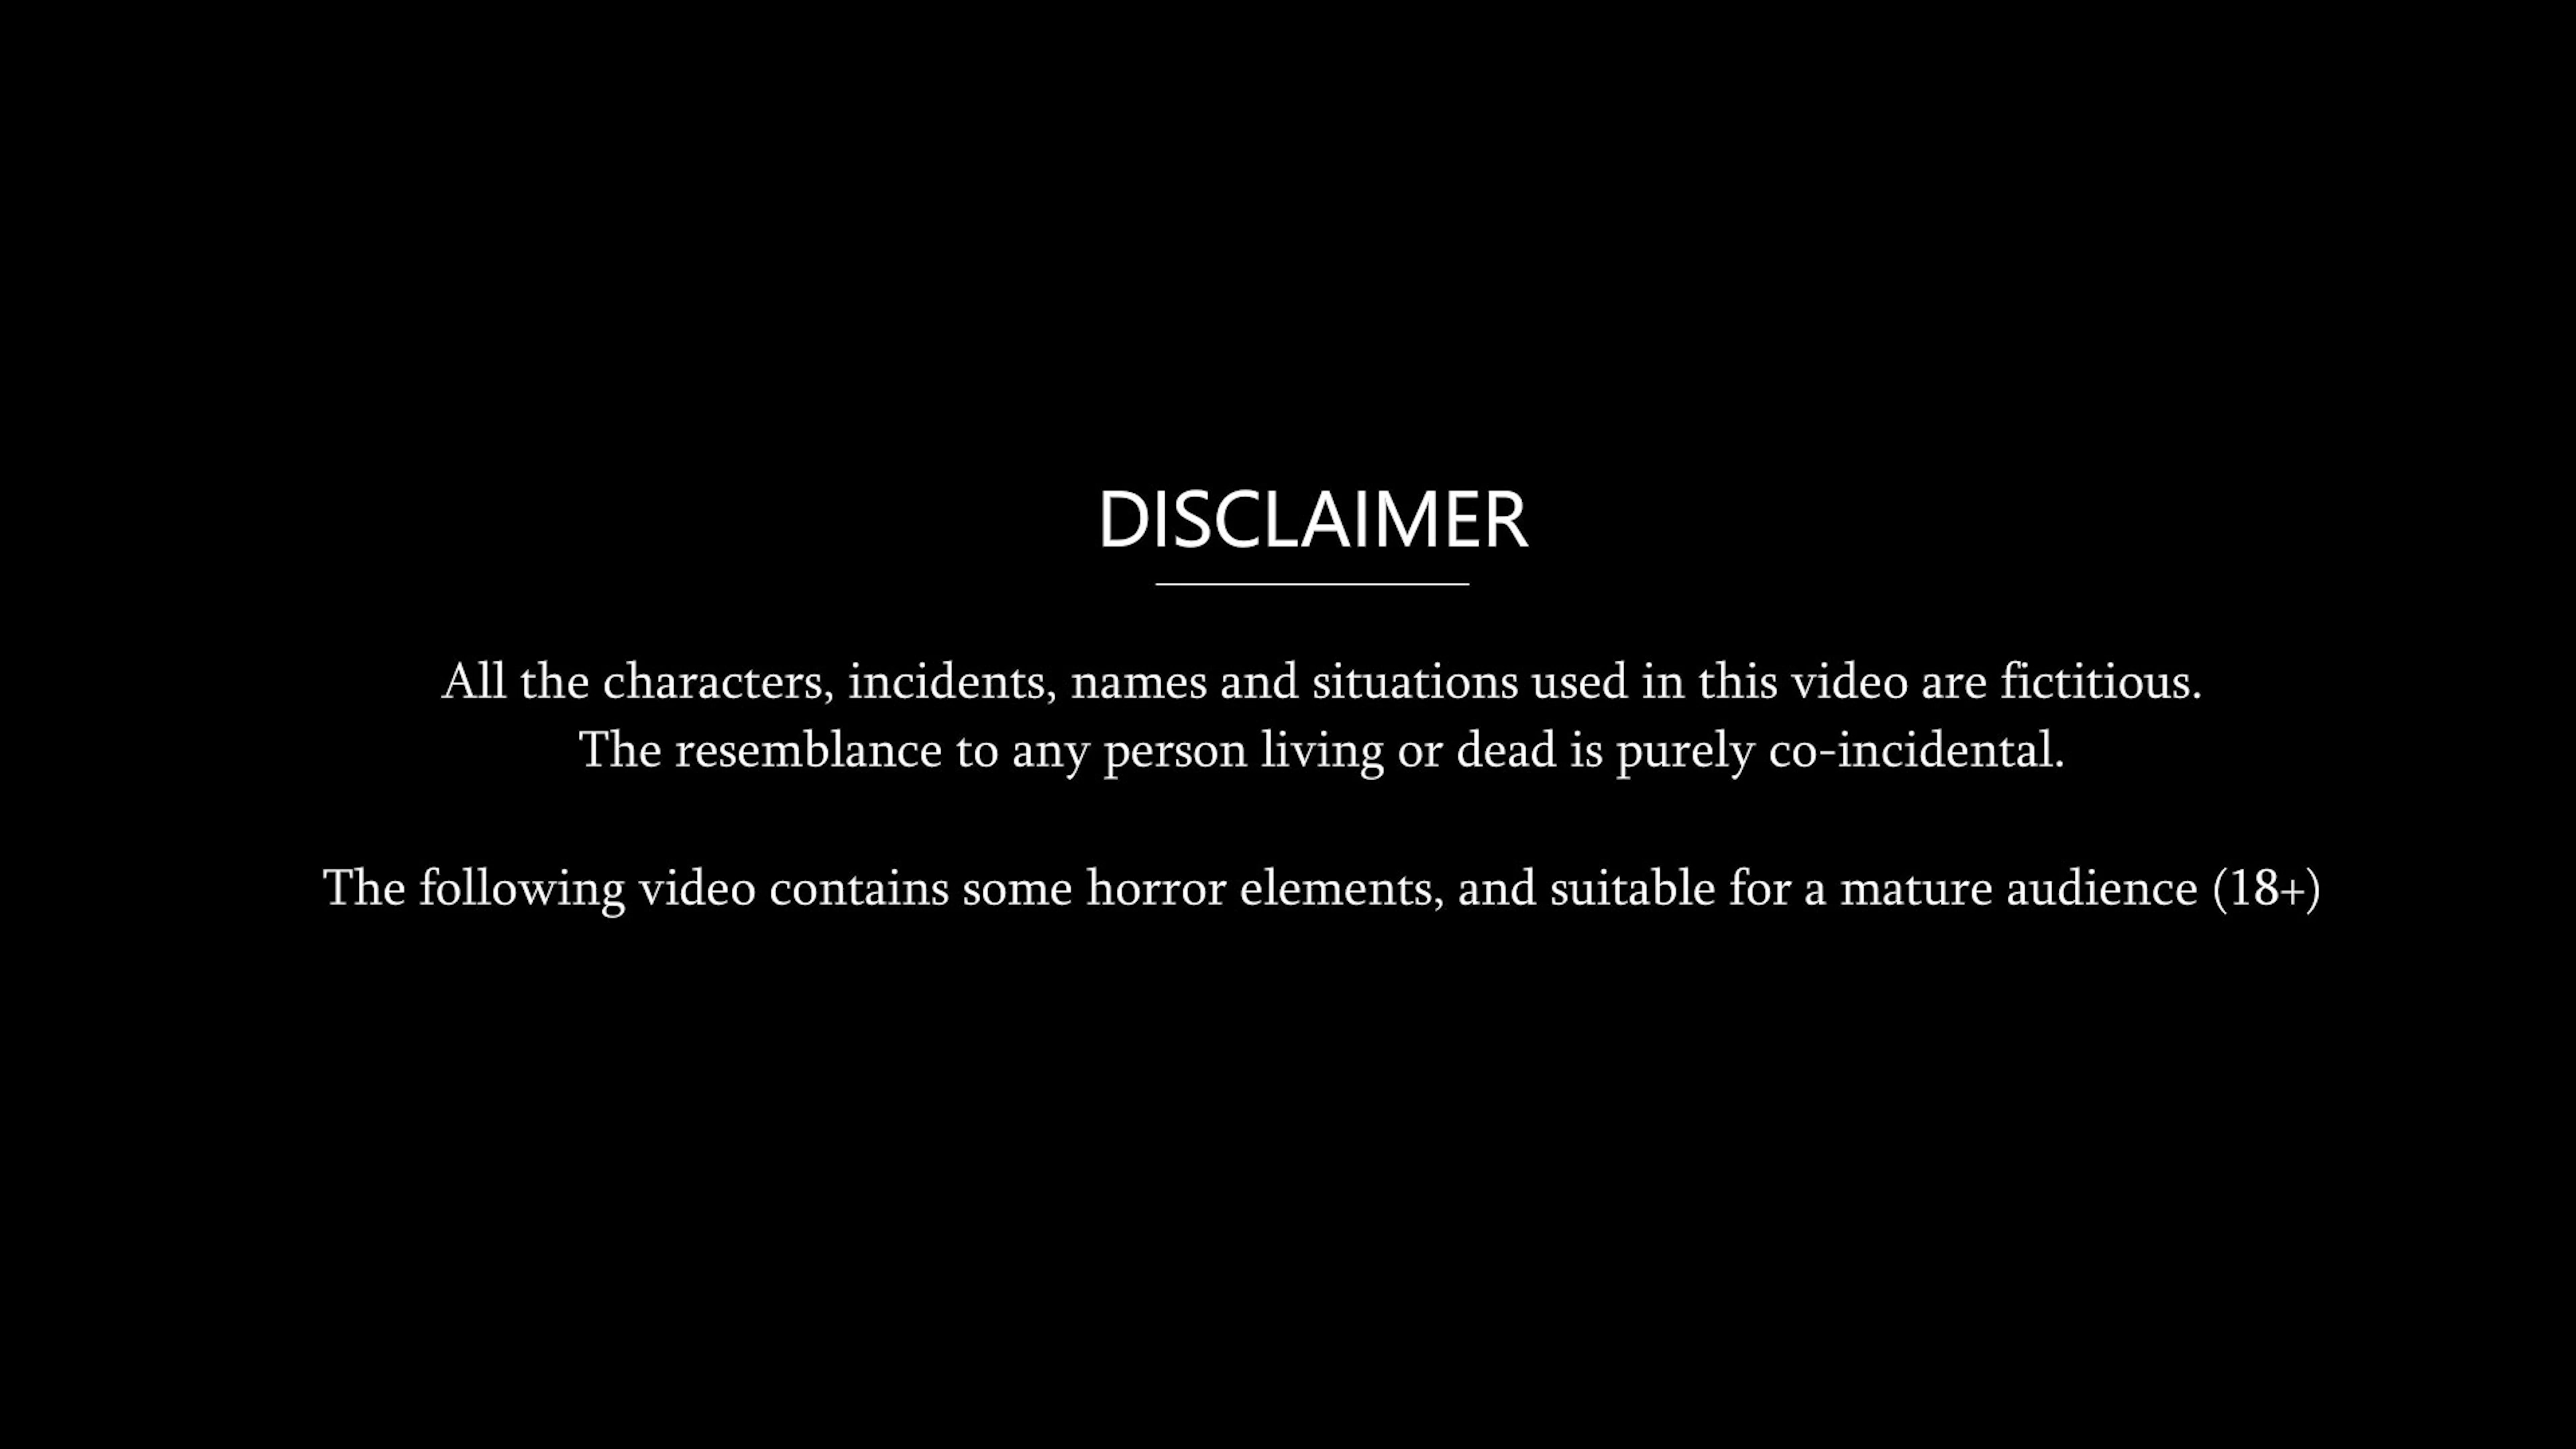 DISCLAIMER
All the characters, incidents, names and situations used in this video are fictitious.
The resemblance to any person living or dead is purely co-incidental.
The following video contains some horror elements, and suitable for a mature audience (18+)